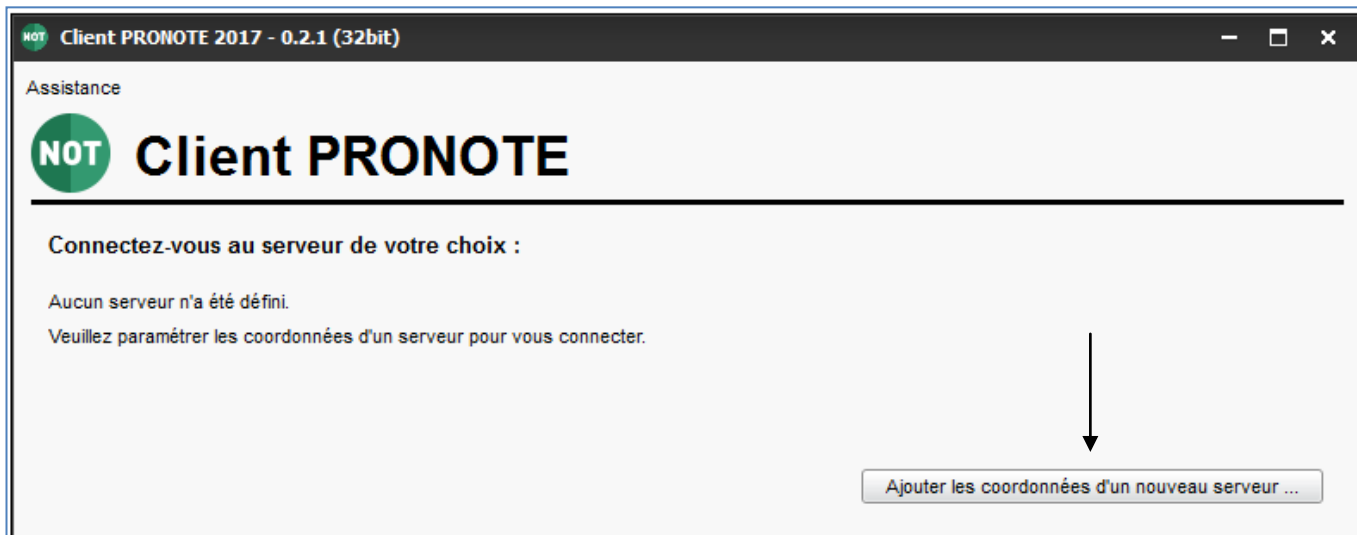 NOT Client PRONOTE 2017 - 0.2.1 (32bit)
Assistance
NOT Client PRONOTE
Connectez-vous au serveur de votre choix :
Aucun serveur n'a été défini.
Veuillez paramétrer les coordonnées d'un serveur pour vous connecter.
Ajouter les coordonnées d'un nouveau serveur ...